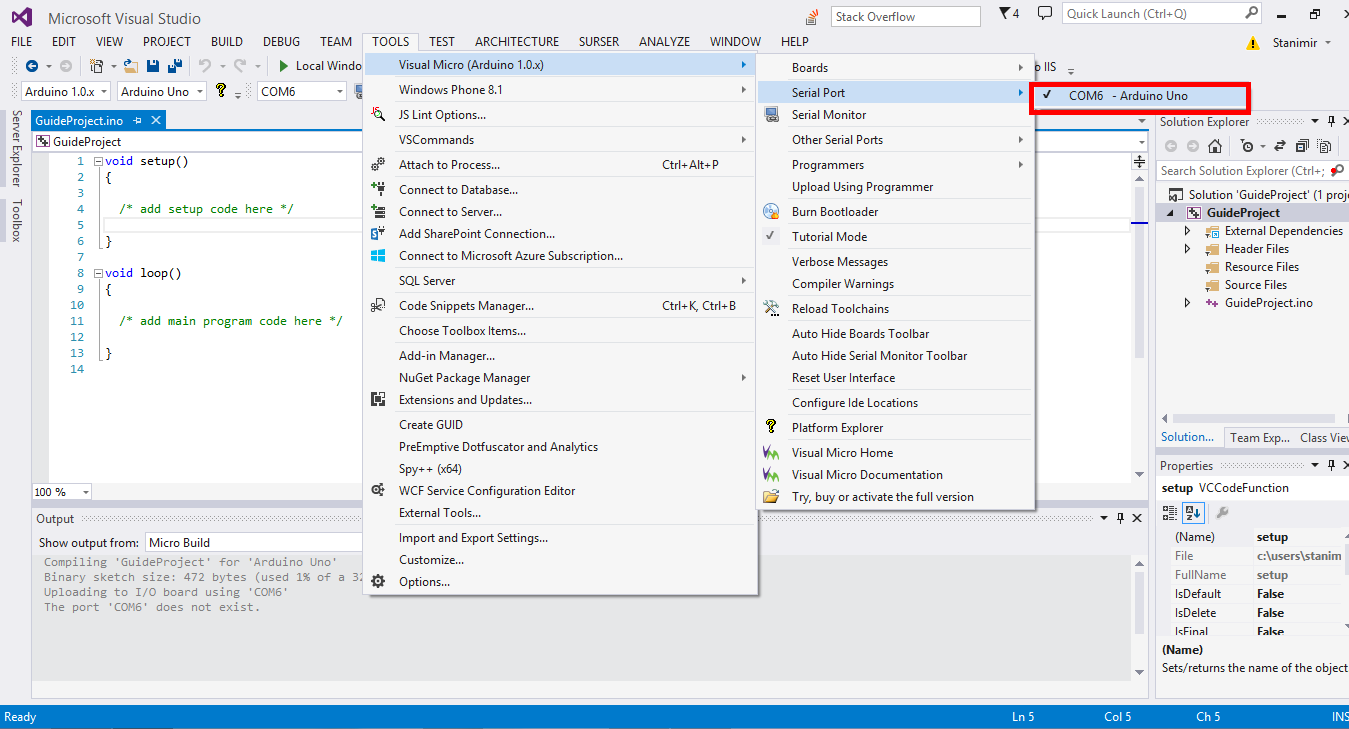 Microsoft Visual Studio
Stack Overflow
4
Quick Launch (Ctrl+Q)
FILE EDIT VIEW PROJECT BUILD DEBUG TEAM TOOLS TEST ARCHITECTURE SURSER ANALYZE WINDOW HELP
Stanimir
Local Windo
IIS
Arduino 1.0.x
Arduino Uno
COM6
Server Explorer
Toolbox
GuideProject.ino
GuideProject
1 void setup()
2 {
3
4 /* add setup code here */
5
6 }
7
8 void loop()
9 {
10
11 /* add main program code here */
12
13 }
14
100 %
Output
Show output from: Micro Build
Compiling 'GuideProject' for 'Arduino Uno'
Binary sketch size: 472 bytes (used 1% of a 32
Uploading to I/O board using 'COM6'
The port 'COM6' does not exist.
Visual Micro (Arduino 1.0.x)
Windows Phone 8.1
JS Lint Options...
VSCommands
Attach to Process... Ctrl+Alt+P
Connect to Database...
Connect to Server...
Add SharePoint Connection...
Connect to Microsoft Azure Subscription...
SQL Server
Code Snippets Manager... Ctrl+K, Ctrl+B
Choose Toolbox Items...
Add-in Manager...
NuGet Package Manager
Extensions and Updates...
Create GUID
PreEmptive Dotfuscator and Analytics
Spy++ (x64)
WCF Service Configuration Editor
External Tools...
Import and Export Settings...
Customize...
Options...
Boards
Serial Port
Serial Monitor
Other Serial Ports
Programmers
Upload Using Programmer
Burn Bootloader
Tutorial Mode
Verbose Messages
Compiler Warnings
Reload Toolchains
Auto Hide Boards Toolbar
Auto Hide Serial Monitor Toolbar
Reset User Interface
Configure Ide Locations
Platform Explorer
Visual Micro Home
Visual Micro Documentation
Try, buy or activate the full version
COM6 - Arduino Uno
Solution Explorer
Search Solution Explorer (Ctrl+;
Solution 'GuideProject' (1 proje
GuideProject
External Dependencies
Header Files
Resource Files
Source Files
GuideProject.ino
Solution... Team Exp... Class View
Properties
setup VCCodeFunction
(Name) setup
File c:\users\stanim
FullName setup
IsDefault False
IsDelete False
IsFinal False
(Name)
Sets/returns the name of the object
Ready
Ln 5
Col 5
Ch 5
INS